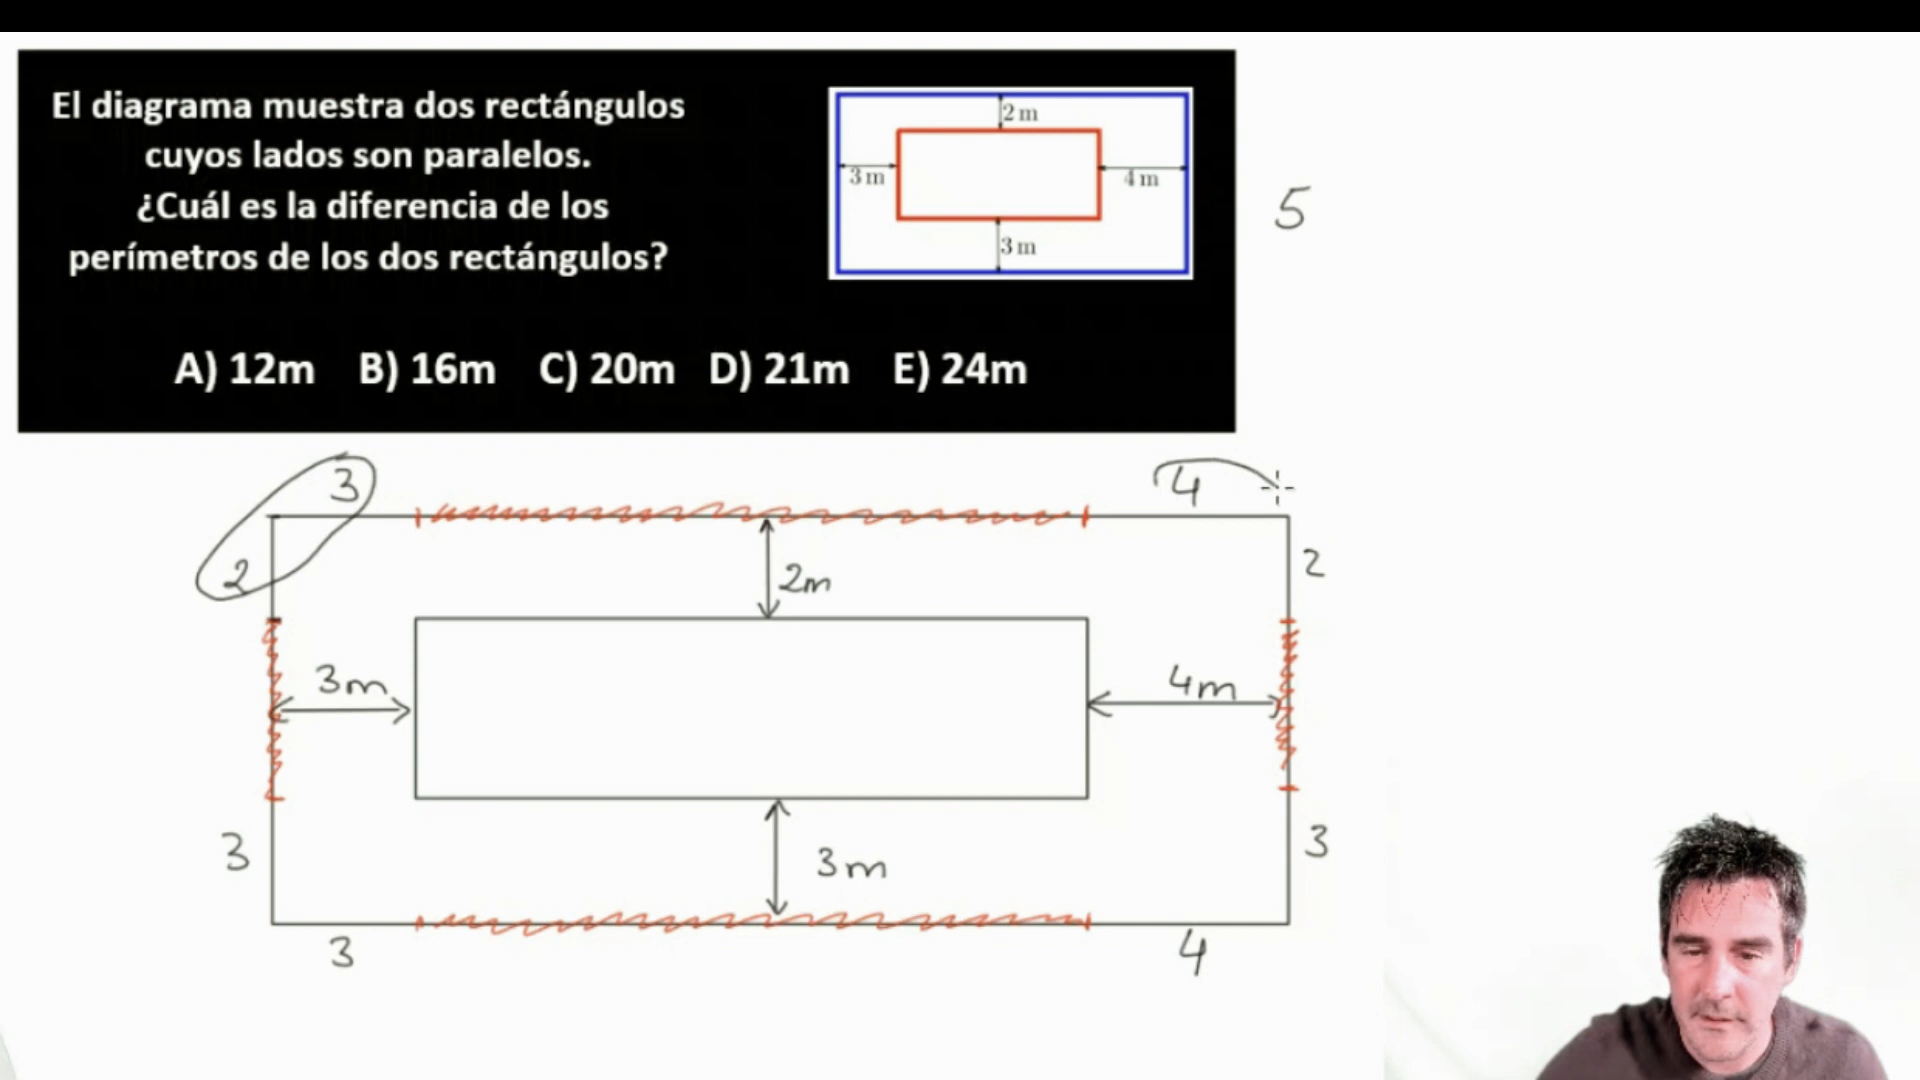 El diagrama muestra dos rectángulos
cuyos lados son paralelos.
¿Cuál es la diferencia de los
perímetros de los dos rectángulos?
2 m
3 m
4 m
3 m
5
A) 12m B) 16m C) 20m D) 21m E) 24m
3
4
2
2
2m
3m
4m
3
3m
3
3
4